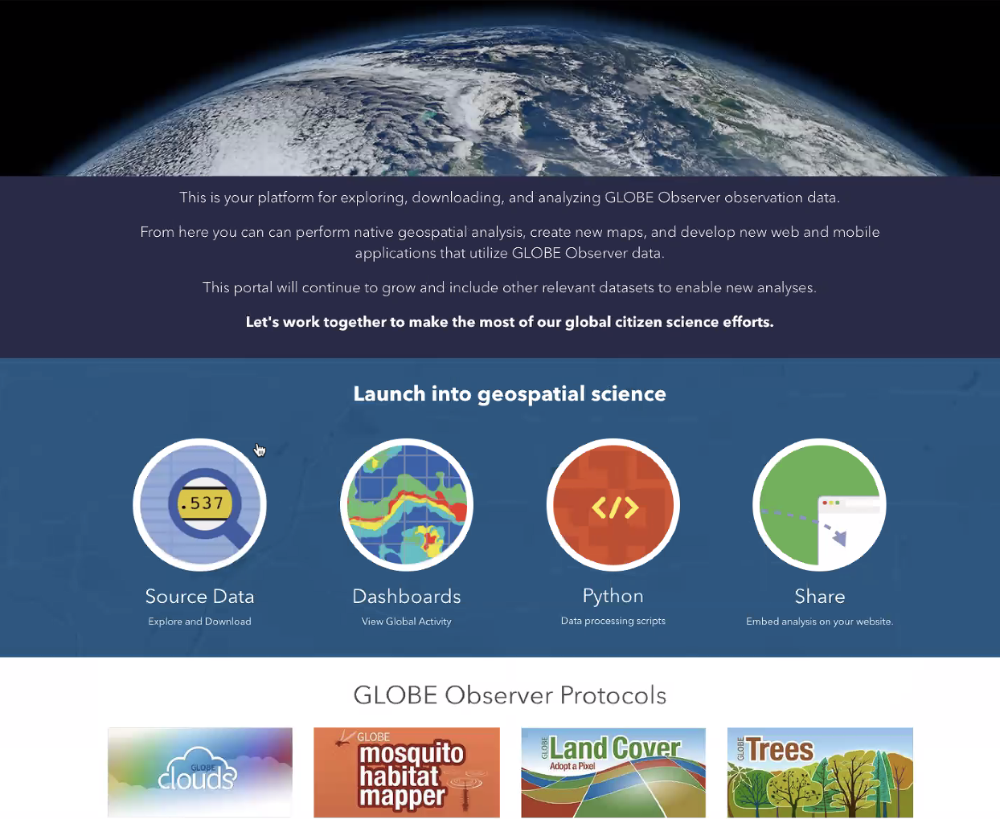 This is your platform for exploring, downloading, and analyzing GLOBE Observer observation data.
From here you can can perform native geospatial analysis, create new maps, and develop new web and mobile
applications that utilize GLOBE Observer data.
This portal will continue to grow and include other relevant datasets to enable new analyses.
Let's work together to make the most of our global citizen science efforts.
Launch into geospatial science
.537
</>
Source Data
Dashboards
Python
Share
Explore and Download
View Global Activity
Data processing scripts
Embed analysis on your website.
GLOBE Observer Protocols
GLOBE
clouds
GLOBE
mosquito
habitat
mapper
GLOBE
Land Cover
Adopt a Pixel
GLOBE
Trees